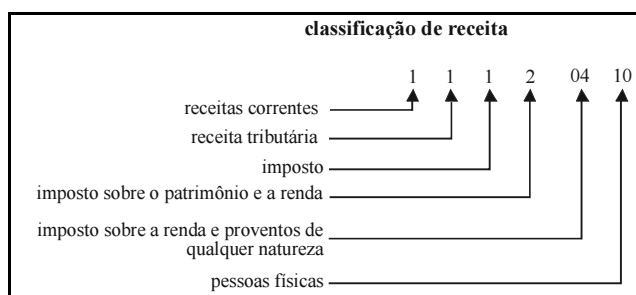 classificação de receita
1 1 1 2 04 10
receitas correntes
receita tributária
imposto
imposto sobre o patrimônio e a renda
imposto sobre a renda e proventos de
qualquer natureza
pessoas físicas